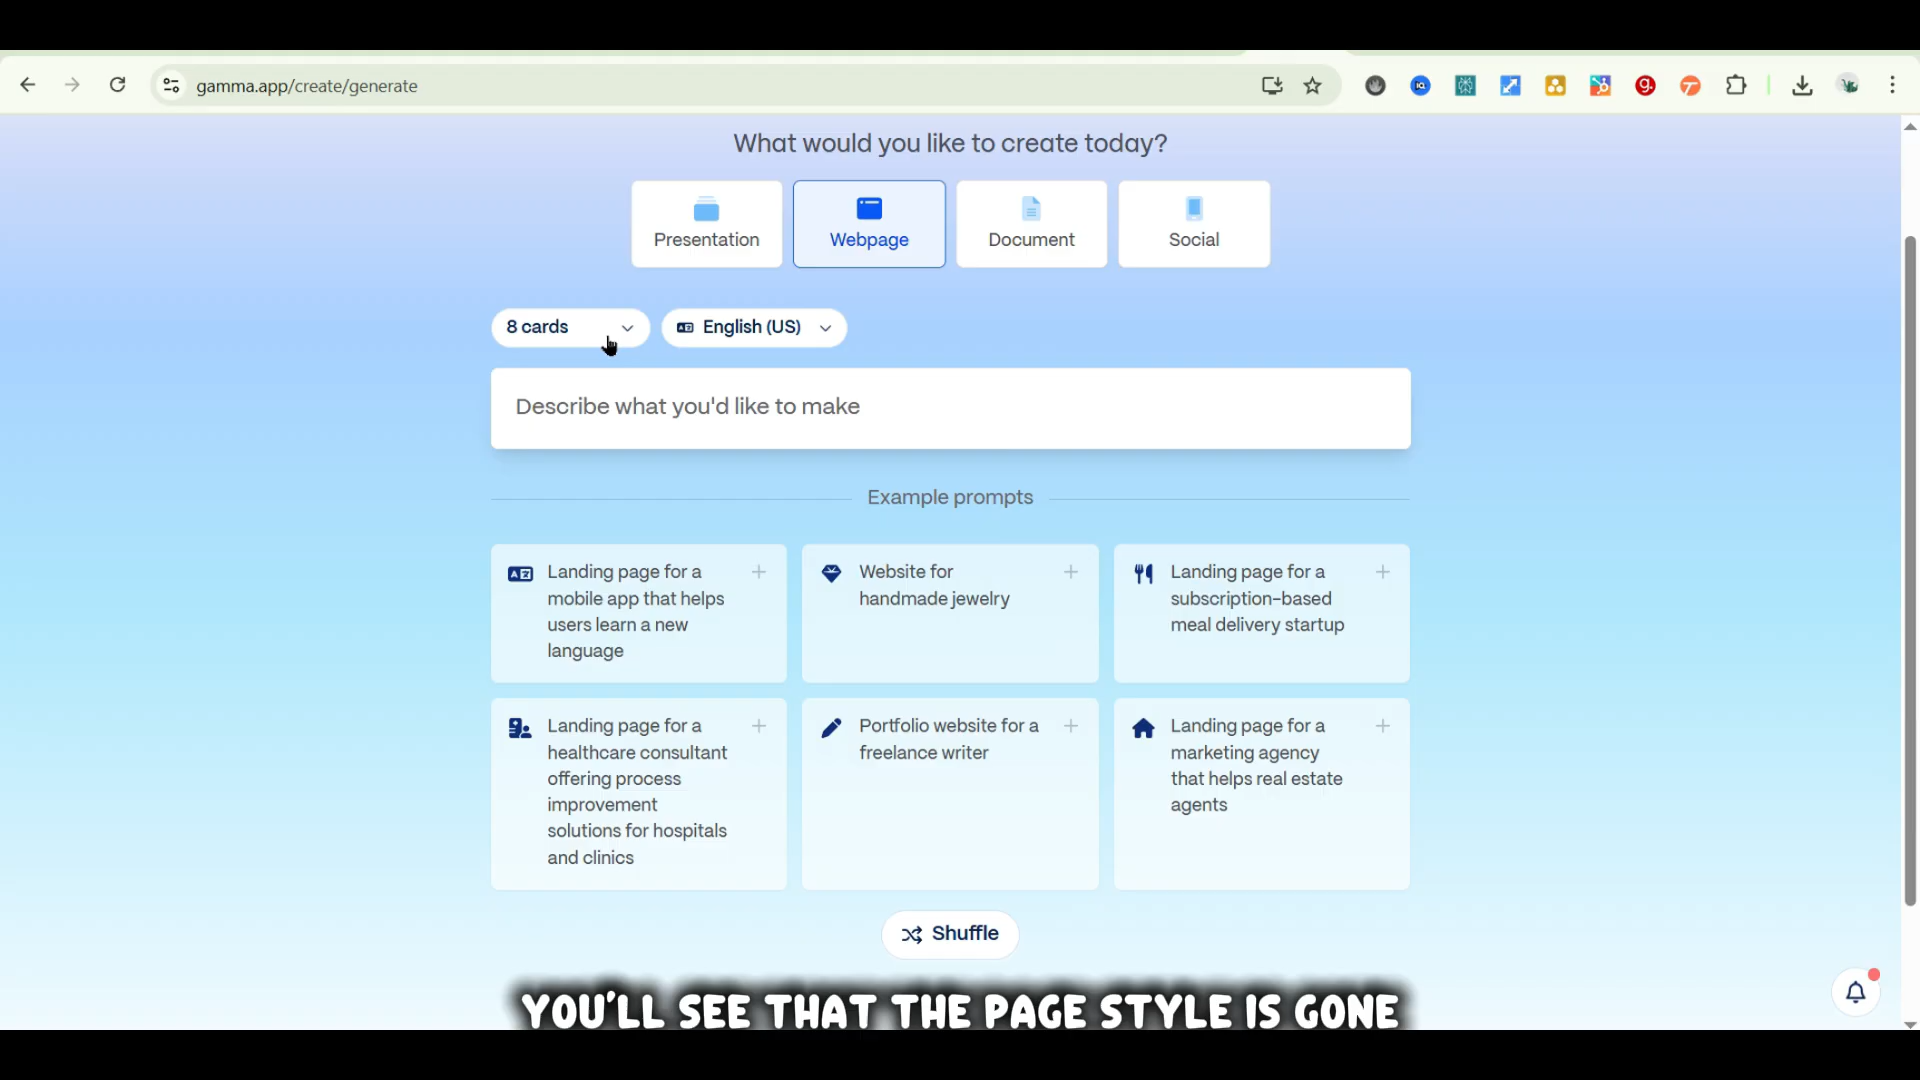 gamma.app/create/generate
What would you like to create today?
Presentation
Webpage
Document
Social
8 cards
English (US)
Describe what you'd like to make
Example prompts
Landing page for a
mobile app that helps
users learn a new
language
Website for
handmade jewelry
Landing page for a
subscription-based
meal delivery startup
Landing page for a
healthcare consultant
offering process
improvement
solutions for hospitals
and clinics
Portfolio website for a
freelance writer
Landing page for a
marketing agency
that helps real estate
agents
Shuffle
YOU'LL SEE THAT THE PAGE STYLE IS GONE